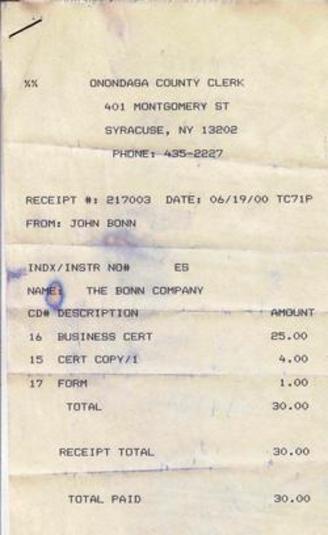 %% ONONDAGA COUNTY CLERK
401 MONTGOMERY ST
SYRACUSE, NY 13202
PHONE: 435-2227
RECEIPT #: 217003 DATE: 06/19/00 TC71P
FROM: JOHN BONN
INDX/INSTR NO# ES
NAME: THE BONN COMPANY
CD# DESCRIPTION AMOUNT
16 BUSINESS CERT 25.00
15 CERT COPY/1 4.00
17 FORM 1.00
TOTAL 30.00
RECEIPT TOTAL 30.00
TOTAL PAID 30.00